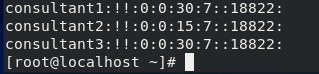 consultant1:!!:0:0:30:7::18822:
consultant2:!!:0:0:15:7::18822:
consultant3:!!:0:0:30:7::18822:
[root@localhost ~]#